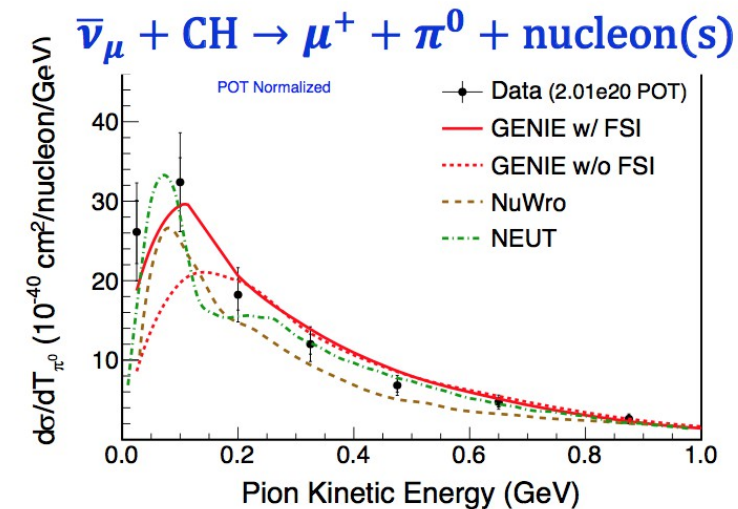 ν̅μ + CH → μ⁺ + π⁰ + nucleon(s)
POT Normalized
Data (2.01e20 POT)
GENIE w/ FSI
GENIE w/o FSI
NuWro
NEUT
dσ/dTπ⁰ (10⁻⁴⁰ cm²/nucleon/GeV)
40
30
20
10
0.0 0.2 0.4 0.6 0.8 1.0
Pion Kinetic Energy (GeV)